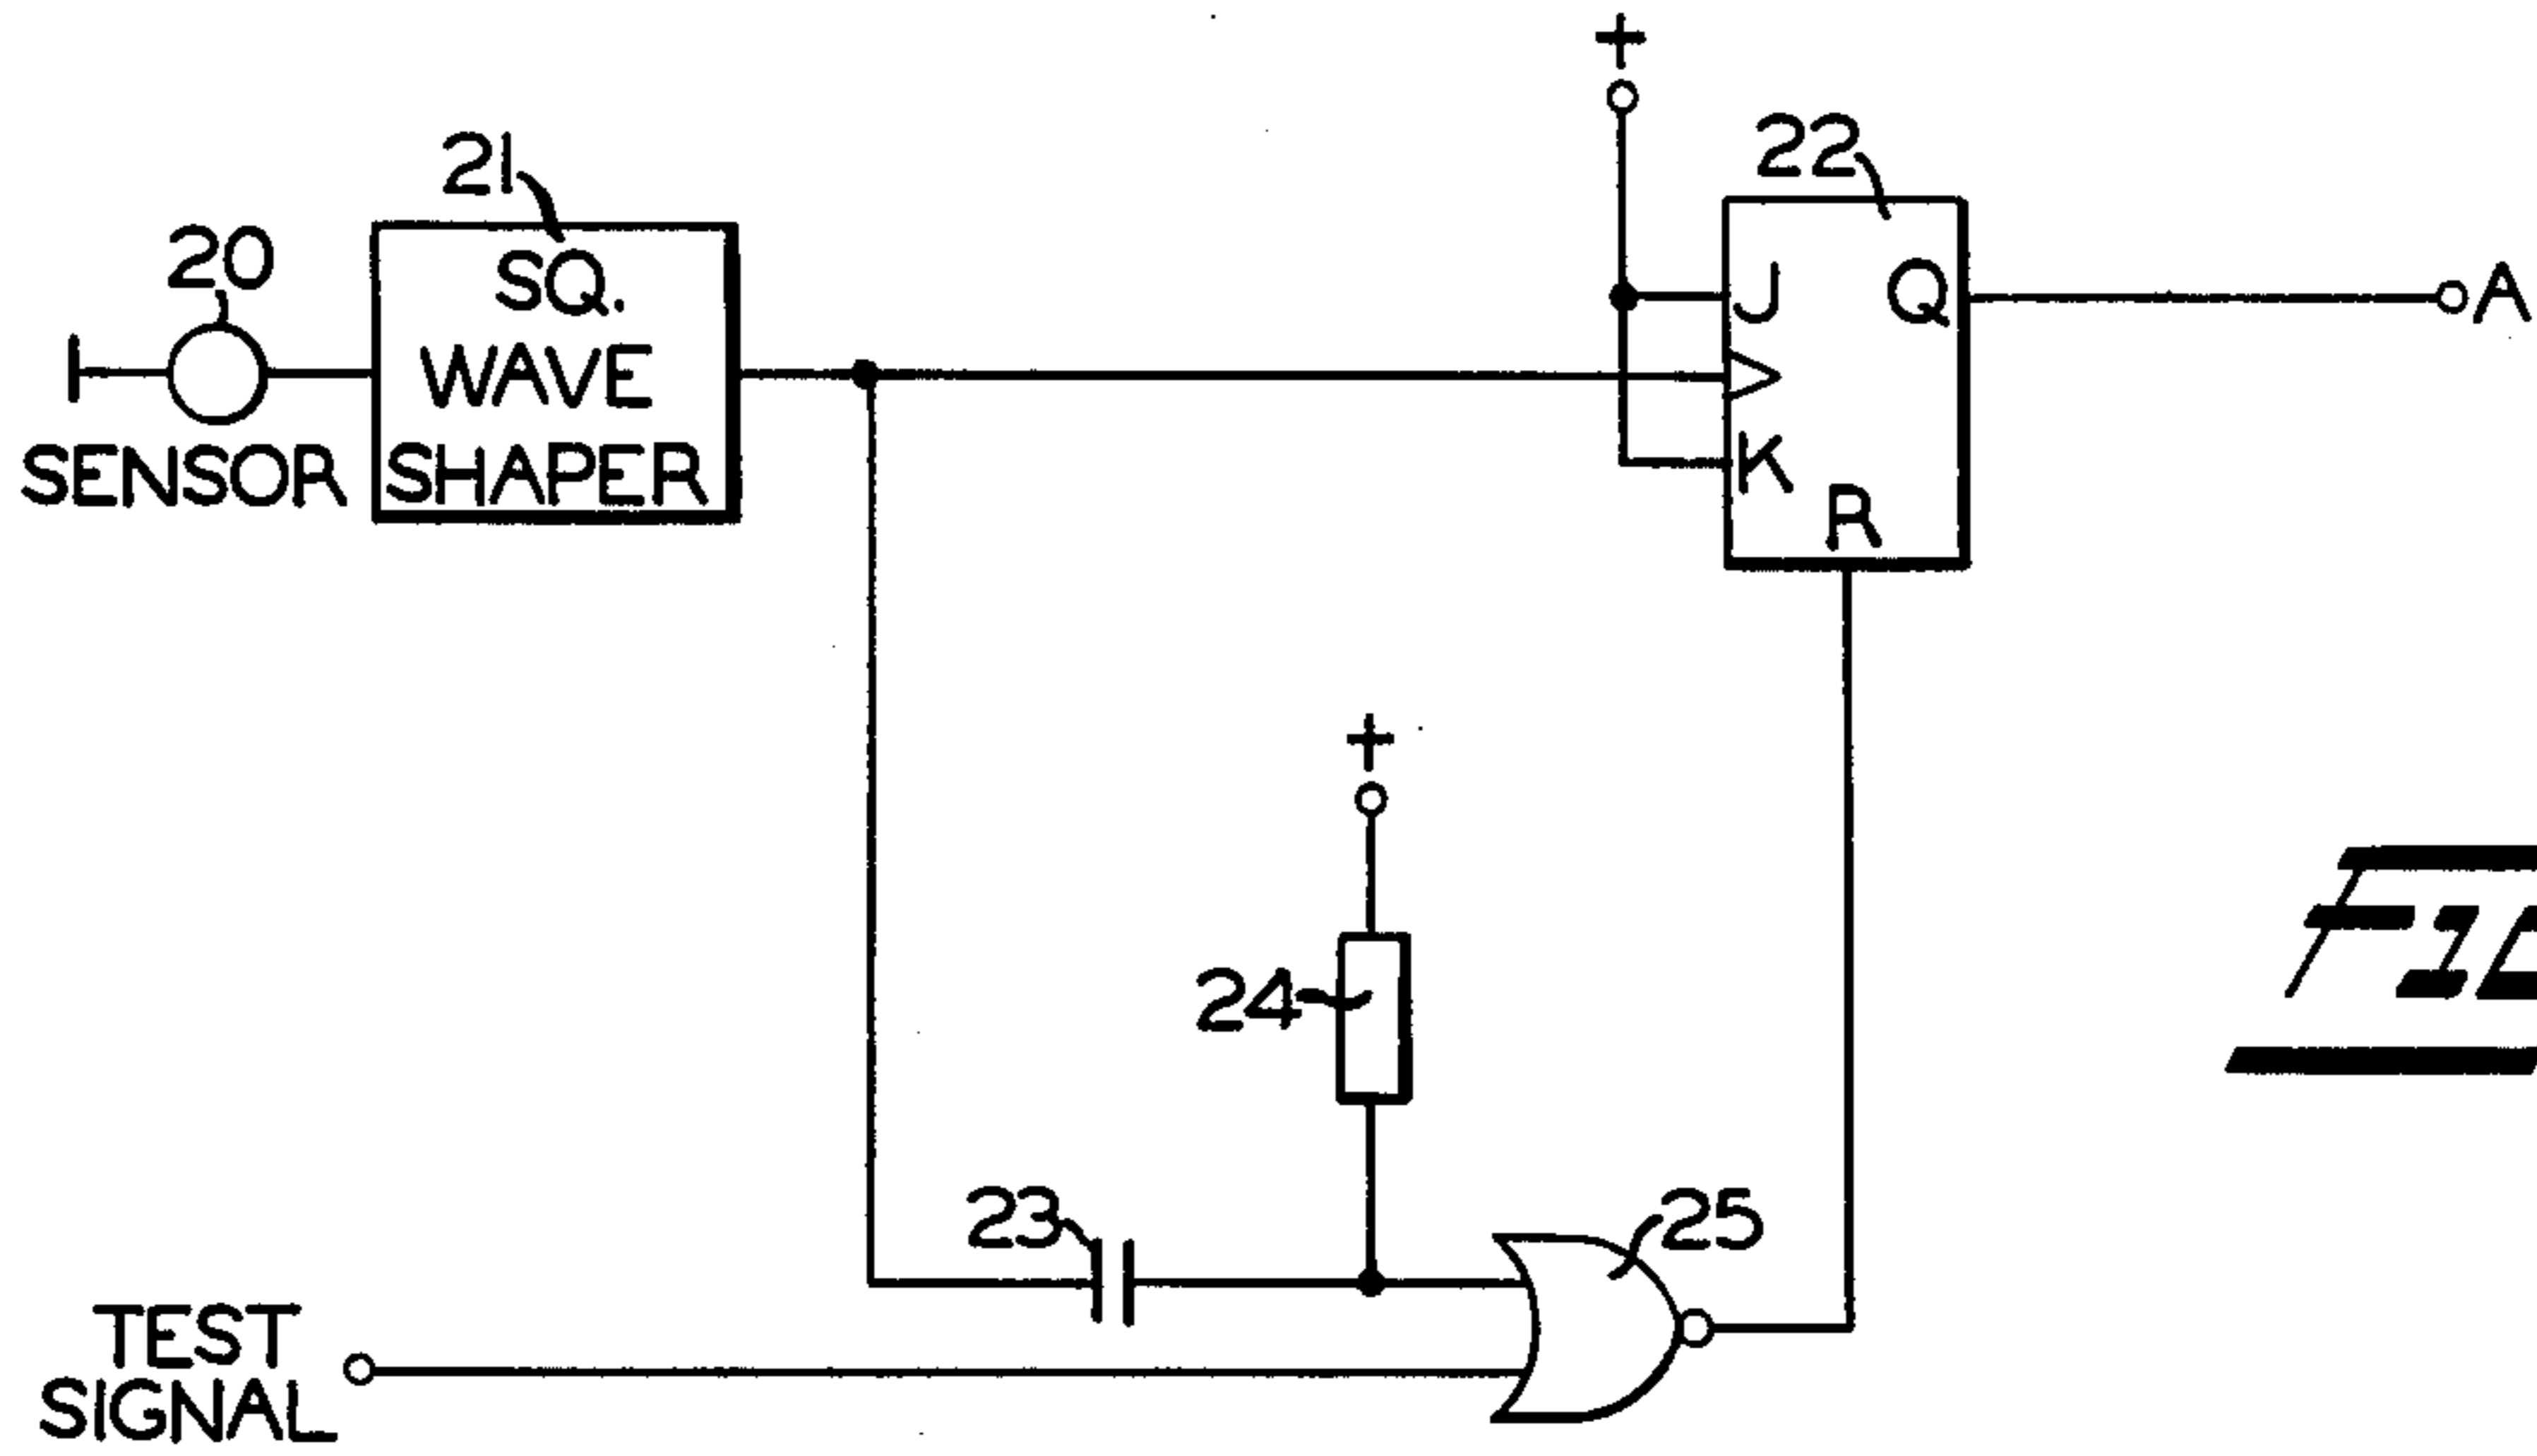 +
21
22
20
SQ.
J Q
A
WAVE
SENSOR
SHAPER
K
R
+
24
23
25
TEST
SIGNAL